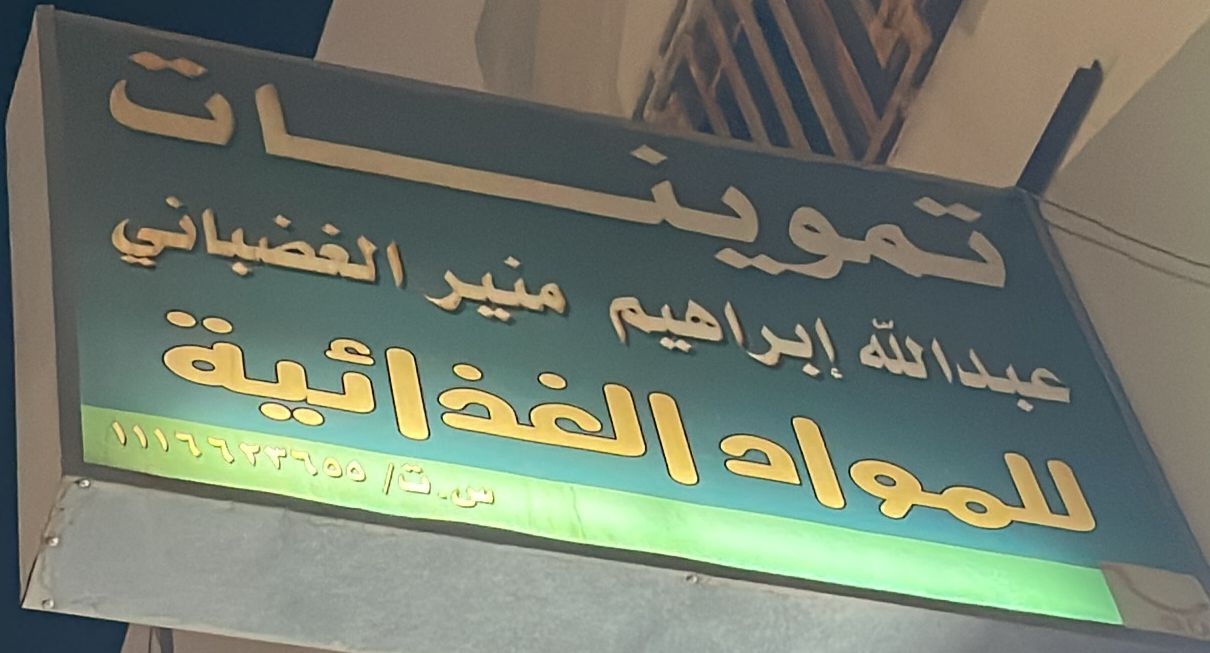 تموينات
عبدالله إبراهيم منير الغضباني
للمواد الغذائية
س.ت/ ١١١٦٦٢٣٦٥٥